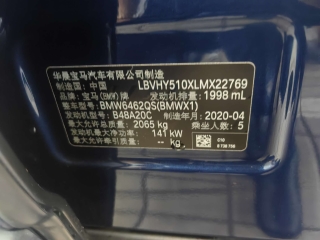 华晨宝马汽车有限公司制造
制造国：中国 LBVHY510XLMX22769
品牌：宝马(BMW)牌 发动机排量：1998 mL
整车型号：BMW6462QS(BMWX1)
发动机型号：B48A20C 制造年月：2020-04
最大允许总质量：2065 kg 乘坐人数：5
发动机最大净功率：141 kW
最大允许牵引质量：- kg